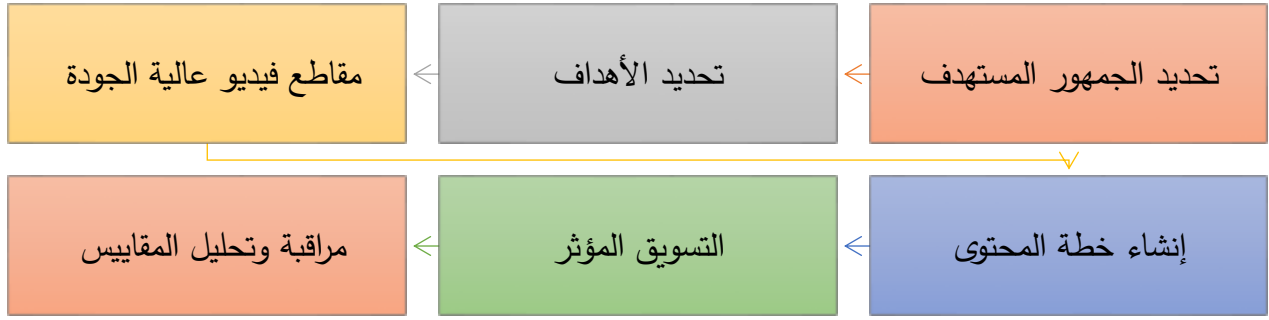 تحديد الجمهور المستهدف
تحديد الأهداف
مقاطع فيديو عالية الجودة
إنشاء خطة المحتوى
التسويق المؤثر
مراقبة وتحليل المقاييس